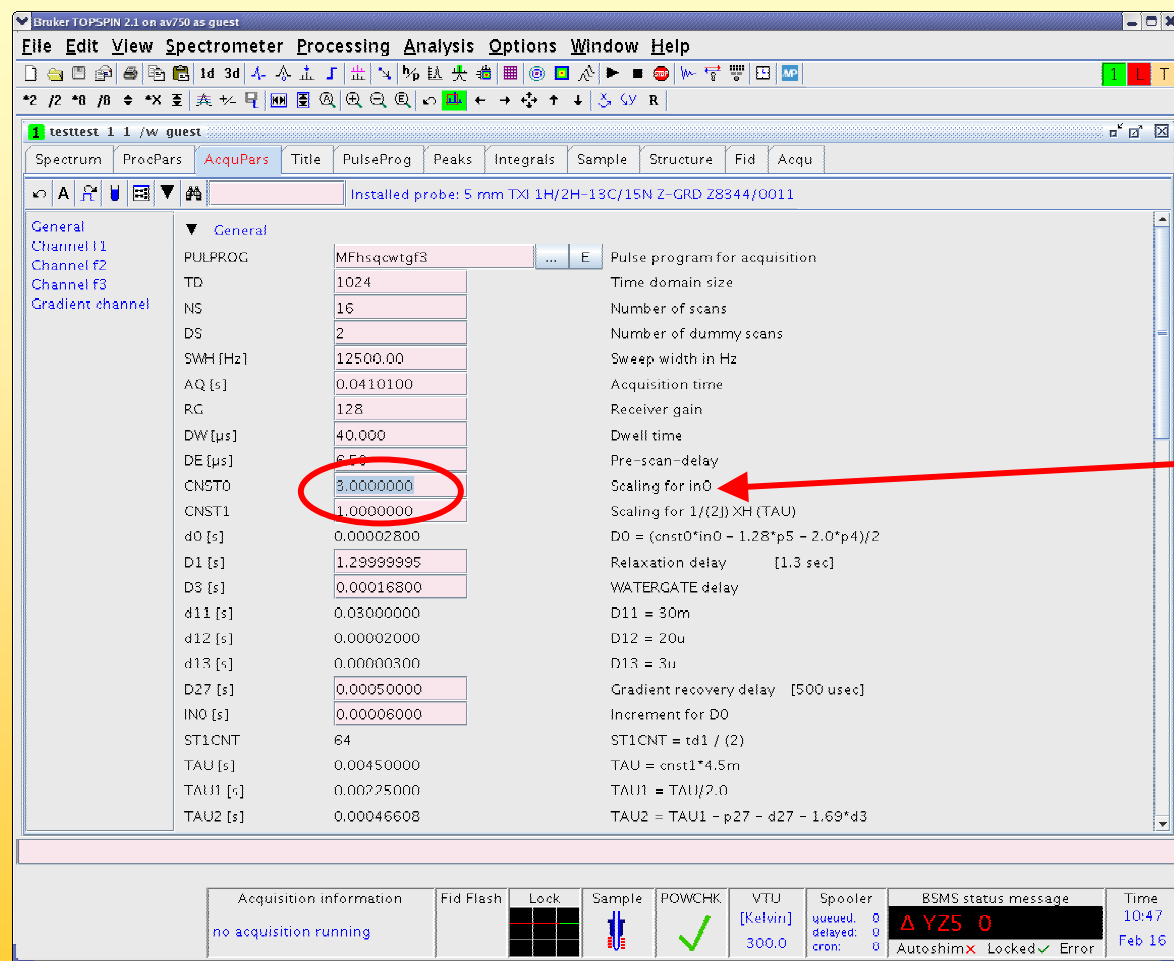 Bruker TOPSPIN 2.1 on av750 as guest
File Edit View Spectrometer Processing Analysis Options Window Help
1d 3d
1 L T
*2 /2 *8 /8 *X R
1 testtest 1 1 /w guest
Spectrum ProcPars AcquPars Title PulseProg Peaks Integrals Sample Structure Fid Acqu
A Installed probe: 5 mm TXI 1H/2H-13C/15N Z-GRD Z8344/0011
General
Channel f1
Channel f2
Channel f3
Gradient channel
General
PULPROG MFhsqcwtgf3 ... E Pulse program for acquisition
TD 1024 Time domain size
NS 16 Number of scans
DS 2 Number of dummy scans
SWH [Hz] 12500.00 Sweep width in Hz
AQ [s] 0.0410100 Acquisition time
RG 128 Receiver gain
DW [µs] 40.000 Dwell time
DE [µs] 6.50 Pre-scan-delay
CNST0 3.0000000 Scaling for in0
CNST1 1.0000000 Scaling for 1/(2J) XH (TAU)
d0 [s] 0.00002800 D0 = (cnst0*in0 - 1.28*p5 - 2.0*p4)/2
D1 [s] 1.29999995 Relaxation delay [1.3 sec]
D3 [s] 0.00016800 WATERGATE delay
d11 [s] 0.03000000 D11 = 30m
d12 [s] 0.00002000 D12 = 20u
d13 [s] 0.00000300 D13 = 3u
D27 [s] 0.00050000 Gradient recovery delay [500 usec]
IN0 [s] 0.00006000 Increment for D0
ST1CNT 64 ST1CNT = td1 / (2)
TAU [s] 0.00450000 TAU = cnst1*4.5m
TAU1 [s] 0.00225000 TAU1 = TAU/2.0
TAU2 [s] 0.00046608 TAU2 = TAU1 - p27 - d27 - 1.69*d3
Acquisition information Fid Flash Lock Sample POWCHK VTU Spooler BSMS status message Time
no acquisition running
[Kelvin]
300.0
queued: 0
delayed: 0
cron: 0
Δ YZ5 0
Autoshim Locked Error
10:47
Feb 16